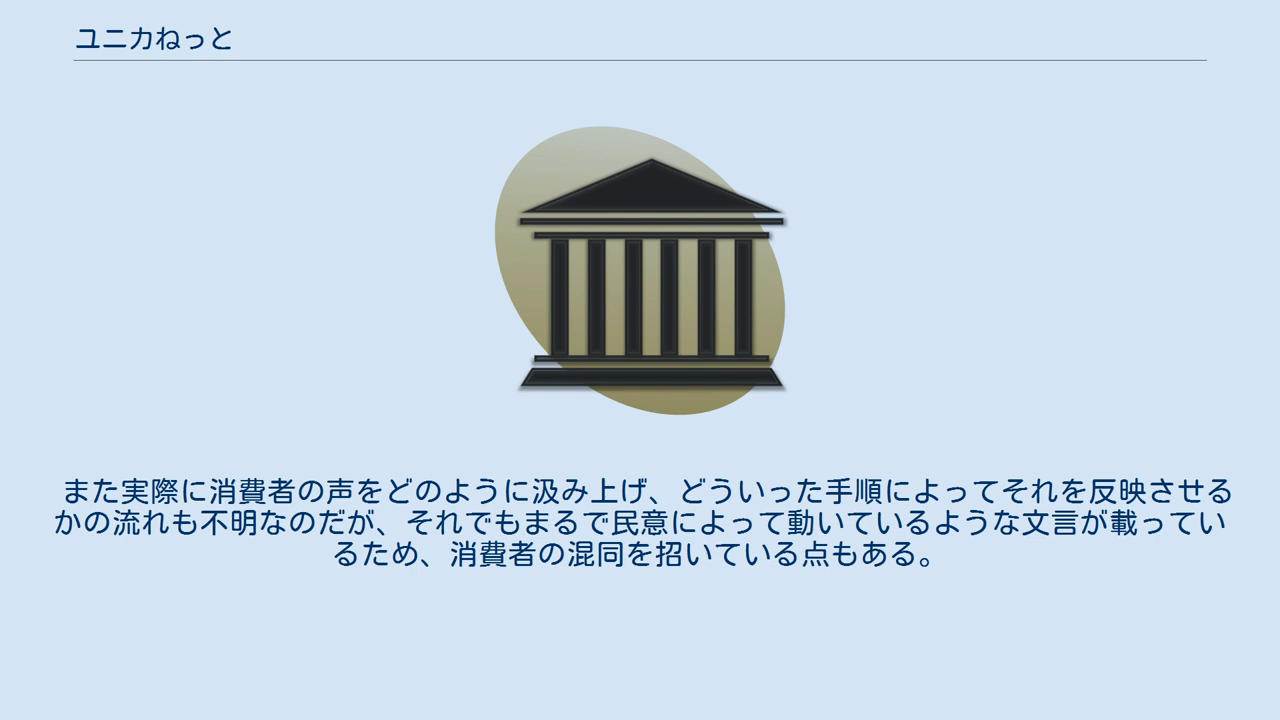 ユニカねっと
また実際に消費者の声をどのように汲み上げ、どういった手順によってそれを反映させる
かの流れも不明なのだが、それでもまるで民意によって動いているような文言が載ってい
るため、消費者の混同を招いている点もある。